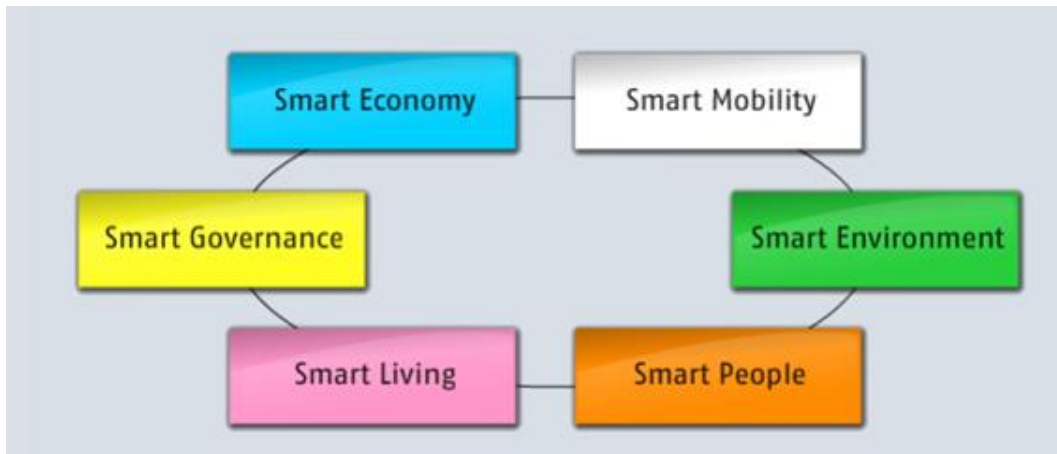 Smart Economy
Smart Mobility
Smart Governance
Smart Environment
Smart Living
Smart People